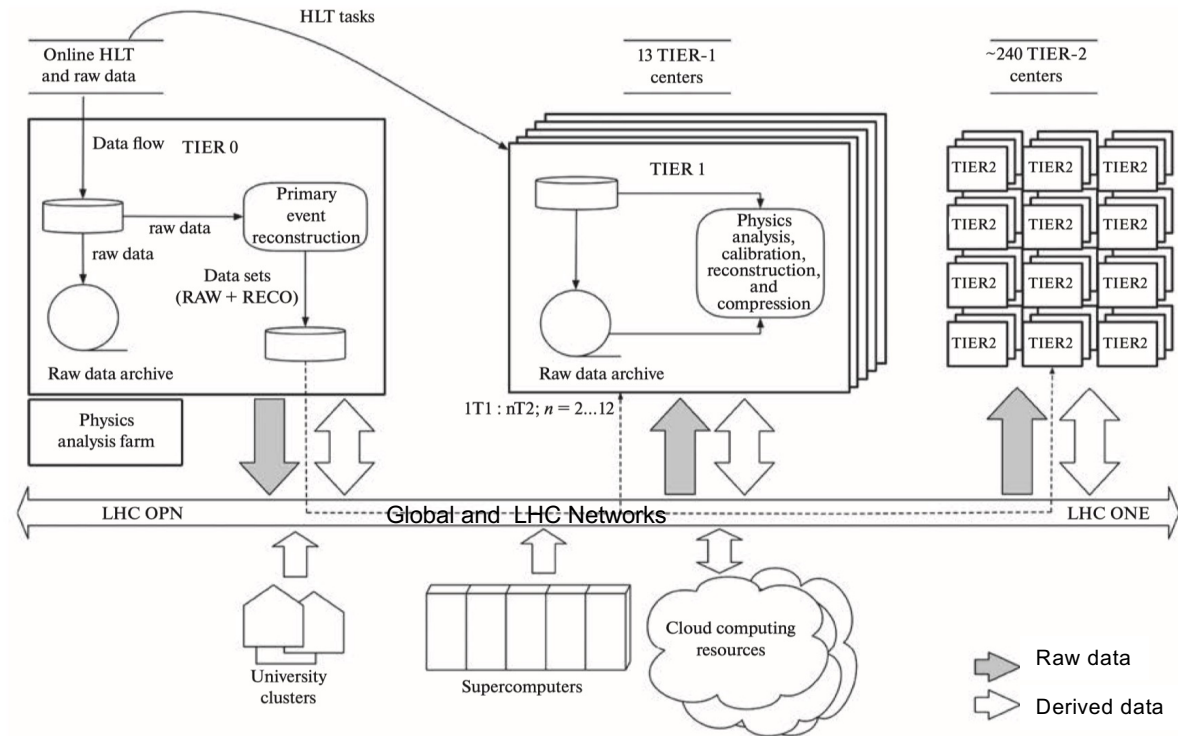 HLT tasks
Online HLT
and raw data
13 TIER-1
centers
~240 TIER-2
centers
Data flow
TIER 0
Primary
event
reconstruction
raw data
raw data
Data sets
(RAW + RECO)
Raw data archive
TIER 1
Physics
analysis,
calibration,
reconstruction,
and
compression
Raw data archive
TIER2
TIER2
TIER2
TIER2
TIER2
TIER2
TIER2
TIER2
TIER2
TIER2
TIER2
TIER2
Physics
analysis farm
1T1 : nT2; n = 2...12
LHC OPN
Global and LHC Networks
LHC ONE
University
clusters
Supercomputers
Cloud computing
resources
Raw data
Derived data